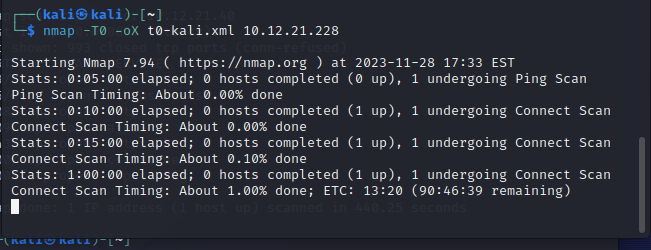 ┌──(kali㉿kali)-[~]
└─$ nmap -T0 -oX t0-kali.xml 10.12.21.228
Starting Nmap 7.94 ( https://nmap.org ) at 2023-11-28 17:33 EST
Stats: 0:05:00 elapsed; 0 hosts completed (0 up), 1 undergoing Ping Scan
Ping Scan Timing: About 0.00% done
Stats: 0:10:00 elapsed; 0 hosts completed (1 up), 1 undergoing Connect Scan
Connect Scan Timing: About 0.00% done
Stats: 0:15:00 elapsed; 0 hosts completed (1 up), 1 undergoing Connect Scan
Connect Scan Timing: About 0.10% done
Stats: 1:00:00 elapsed; 0 hosts completed (1 up), 1 undergoing Connect Scan
Connect Scan Timing: About 1.00% done; ETC: 13:20 (90:46:39 remaining)
(kali㉿kali)-[~]